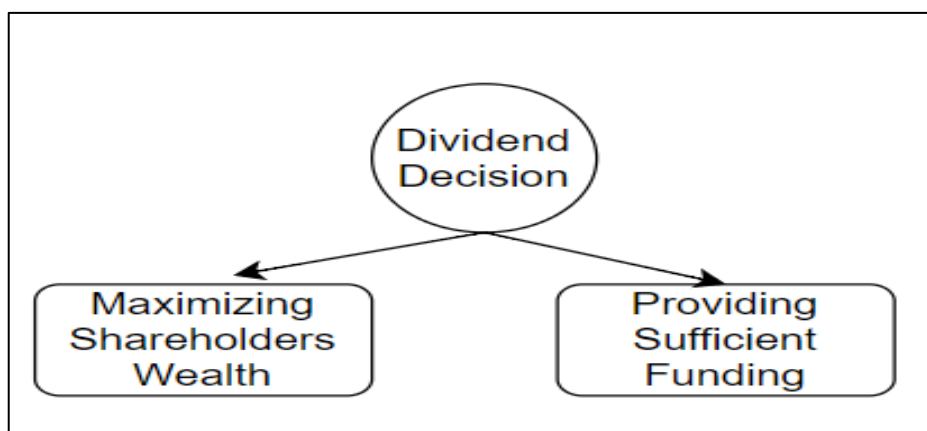 Dividend
Decision
Maximizing
Shareholders
Wealth
Providing
Sufficient
Funding